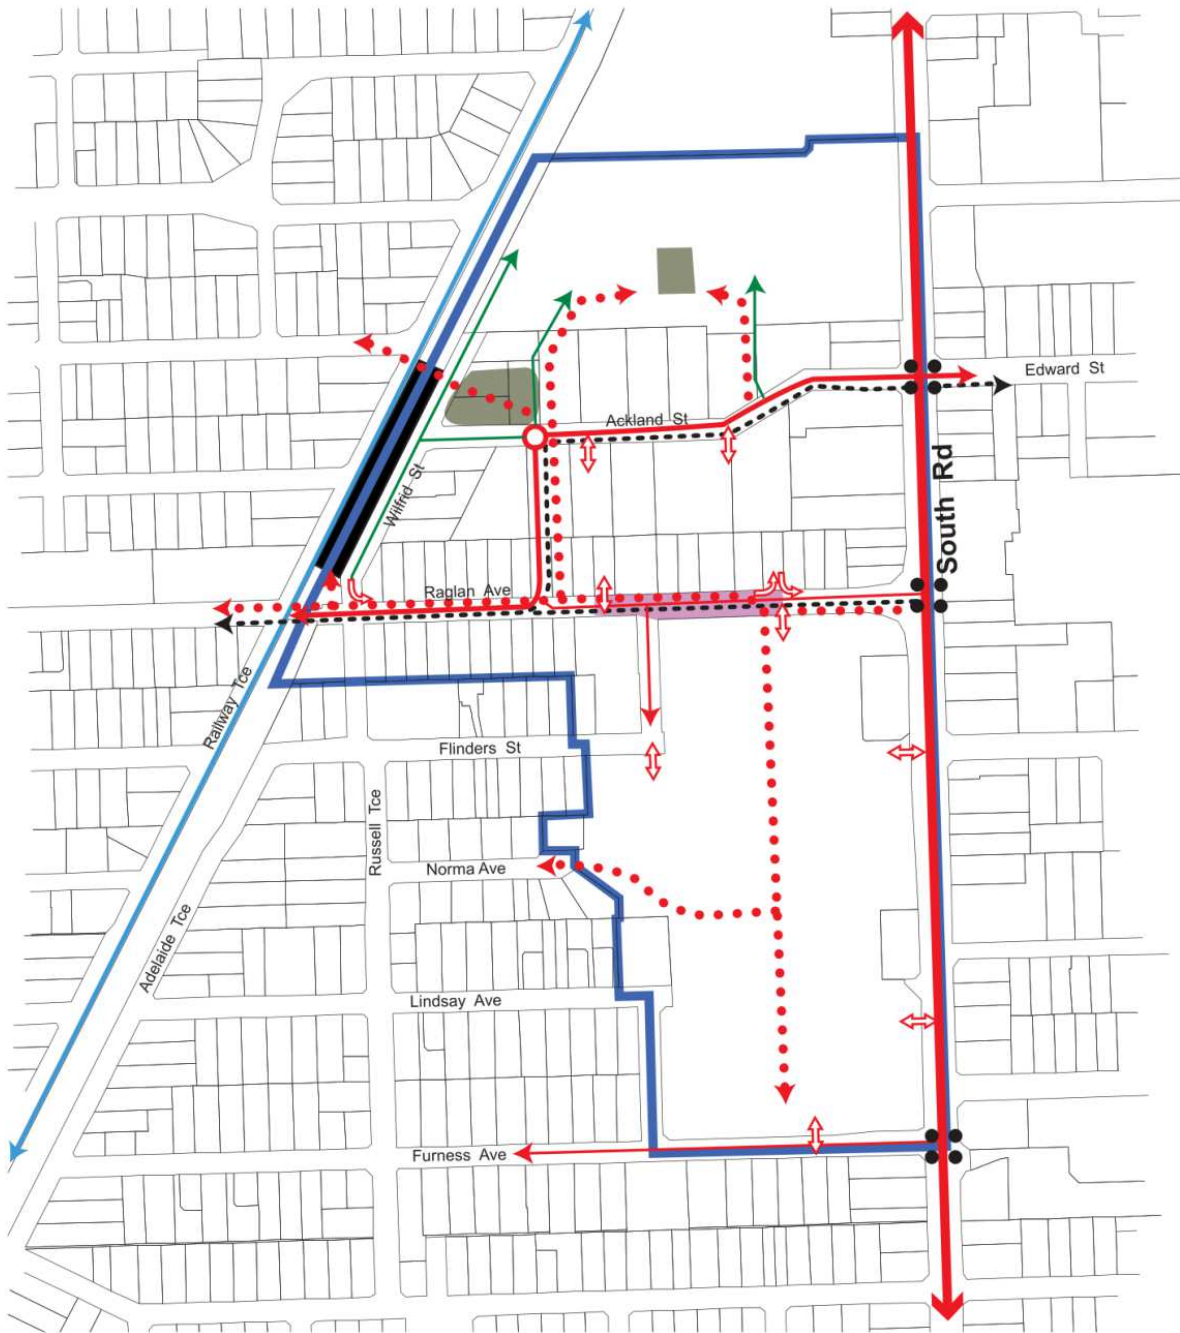 Edward St
Ackland St
South Rd
Wilfrid St
Raglan Ave
Railway Tce
Flinders St
Russell Tce
Norma Ave
Adelaide Tce
Lindsay Ave
Furness Ave